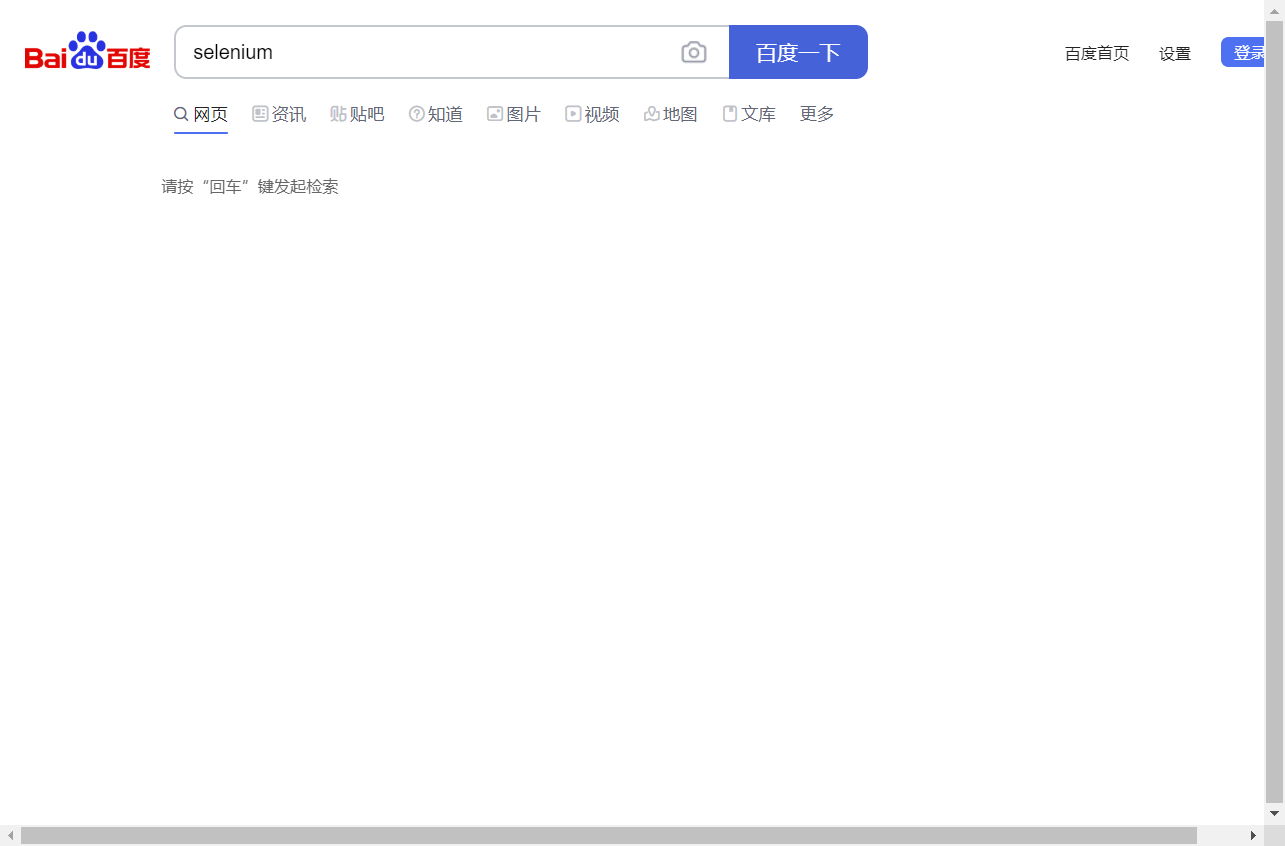 Bai du 百度 selenium 百度一下 百度首页 设置 登录
网页 资讯 贴吧 知道 图片 视频 地图 文库 更多
请按“回车”键发起检索